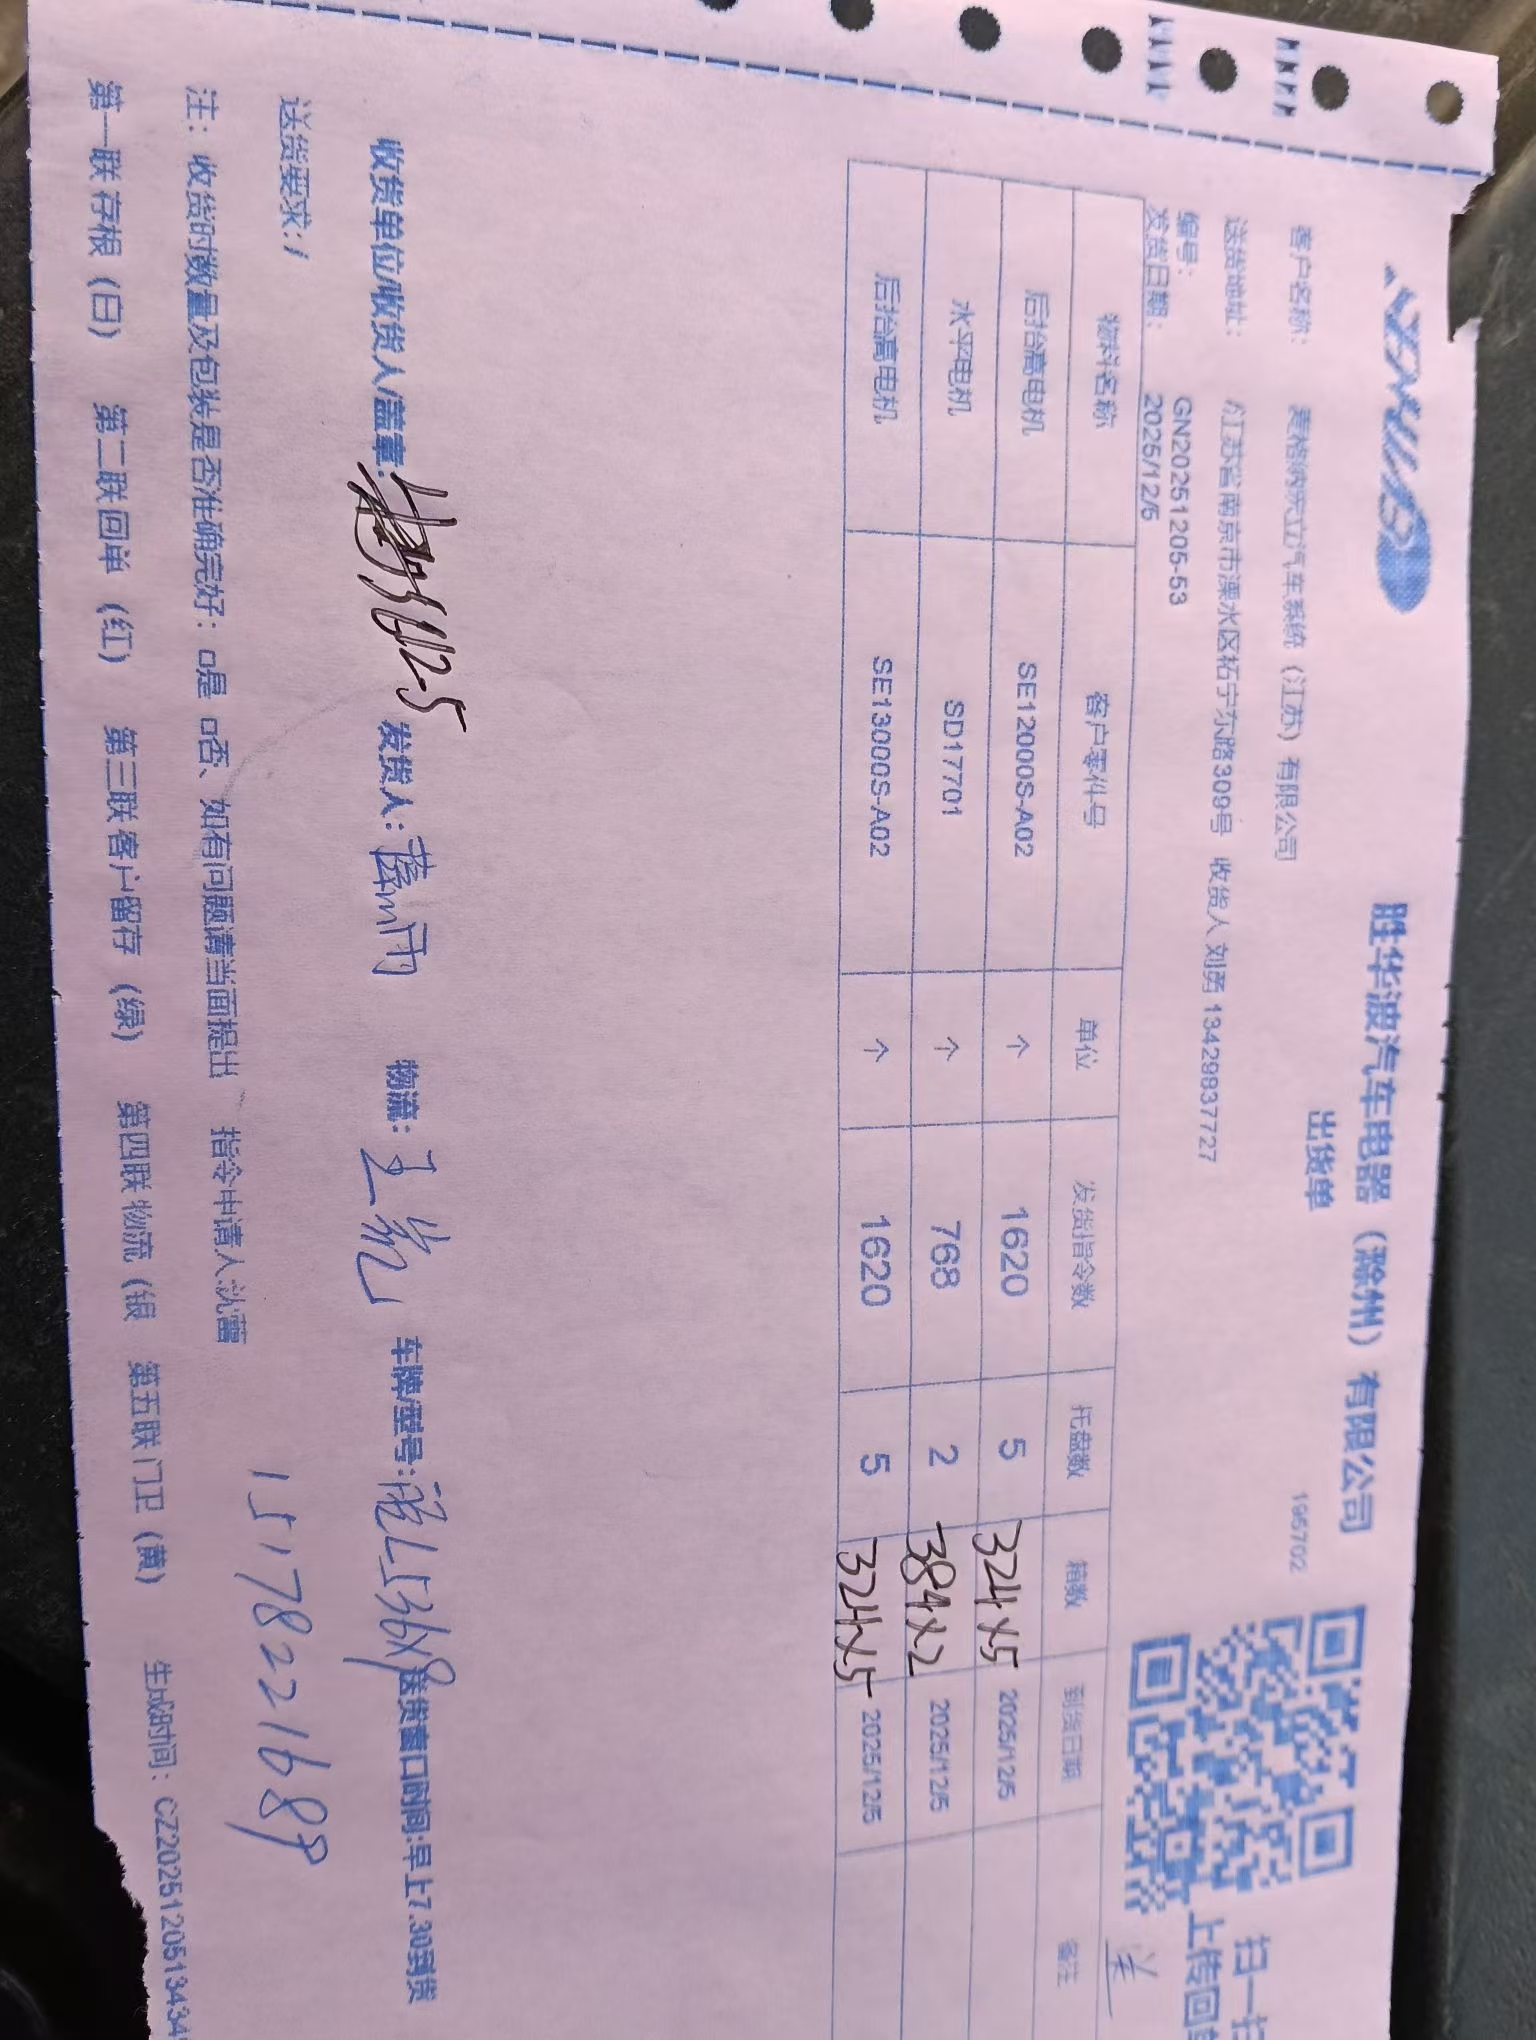 胜华波汽车电器（滁州）有限公司
出货单
195702
扫一扫
上传回
客户名称： 麦格纳宏立汽车系统（江苏）有限公司
送货地址： /江苏省南京市溧水区柘宁东路309号 收货人 刘勇 13429837727
编号： GN20251205-53
发货日期： 2025/12/5
物料名称 客户零件号 单位 发货指令数 托盘数 箱数 到货日期 备注
后抬高电机 SE12000S-A02 个 1620 5 324×5 2025/12/5
水平电机 SD17701 个 768 2 384×2 2025/12/5
后抬高电机 SE13000S-A02 个 1620 5 324×5 2025/12/5
收货单位/收货人/盖章: 12.5 发货人: 物流: 车牌/型号: 送货窗口时间:早上7.30到货
送货要求:/
15178221689
注：收货时数量及包装是否准确完好：□是 □否、如有问题请当面提出 指令申请人:沈蕾
第一联存根（白） 第二联回单（红） 第三联客户留存（绿） 第四联物流（银 第五联门卫（黄） 生成时间：CZ22025120513434